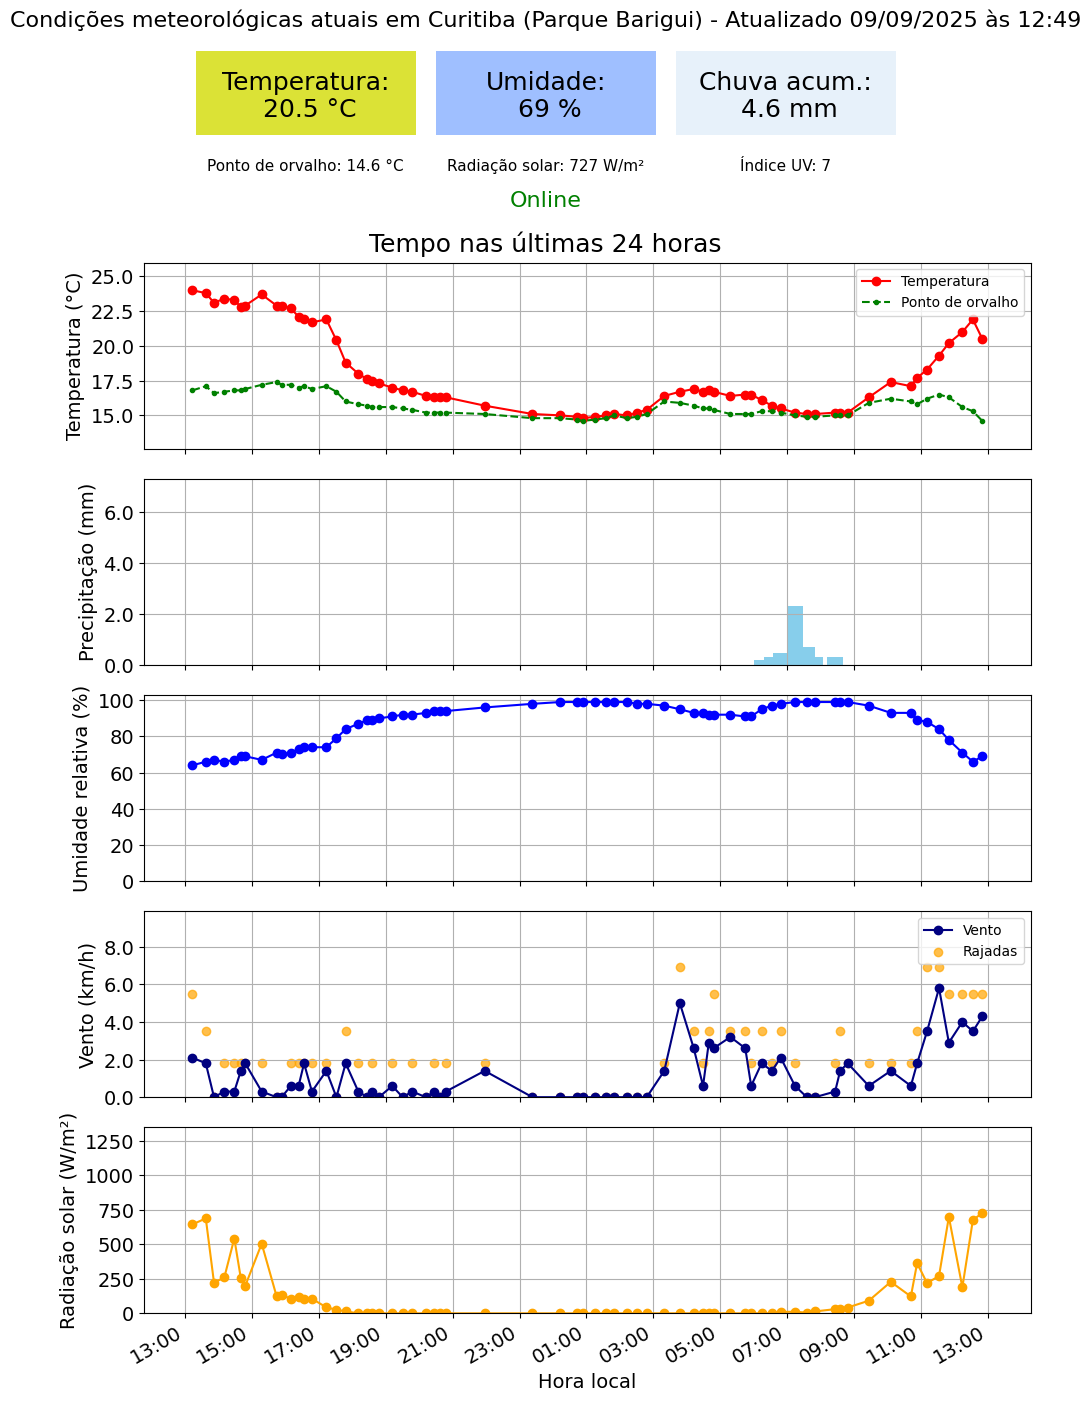 Condições meteorológicas atuais em Curitiba (Parque Barigui) - Atualizado 09/09/2025 às 12:49
Temperatura:
20.5 °C
Umidade:
69 %
Chuva acum.:
4.6 mm
Ponto de orvalho: 14.6 °C
Radiação solar: 727 W/m²
Índice UV: 7
Online
Tempo nas últimas 24 horas
Temperatura (°C)
25.0
22.5
20.0
17.5
15.0
Temperatura
Ponto de orvalho
Precipitação (mm)
6.0
4.0
2.0
0.0
Umidade relativa (%)
100
80
60
40
20
0
Vento (km/h)
8.0
6.0
4.0
2.0
0.0
Vento
Rajadas
Radiação solar (W/m²)
1250
1000
750
500
250
0
13:00
15:00
17:00
19:00
21:00
23:00
01:00
03:00
05:00
07:00
09:00
11:00
13:00
Hora local